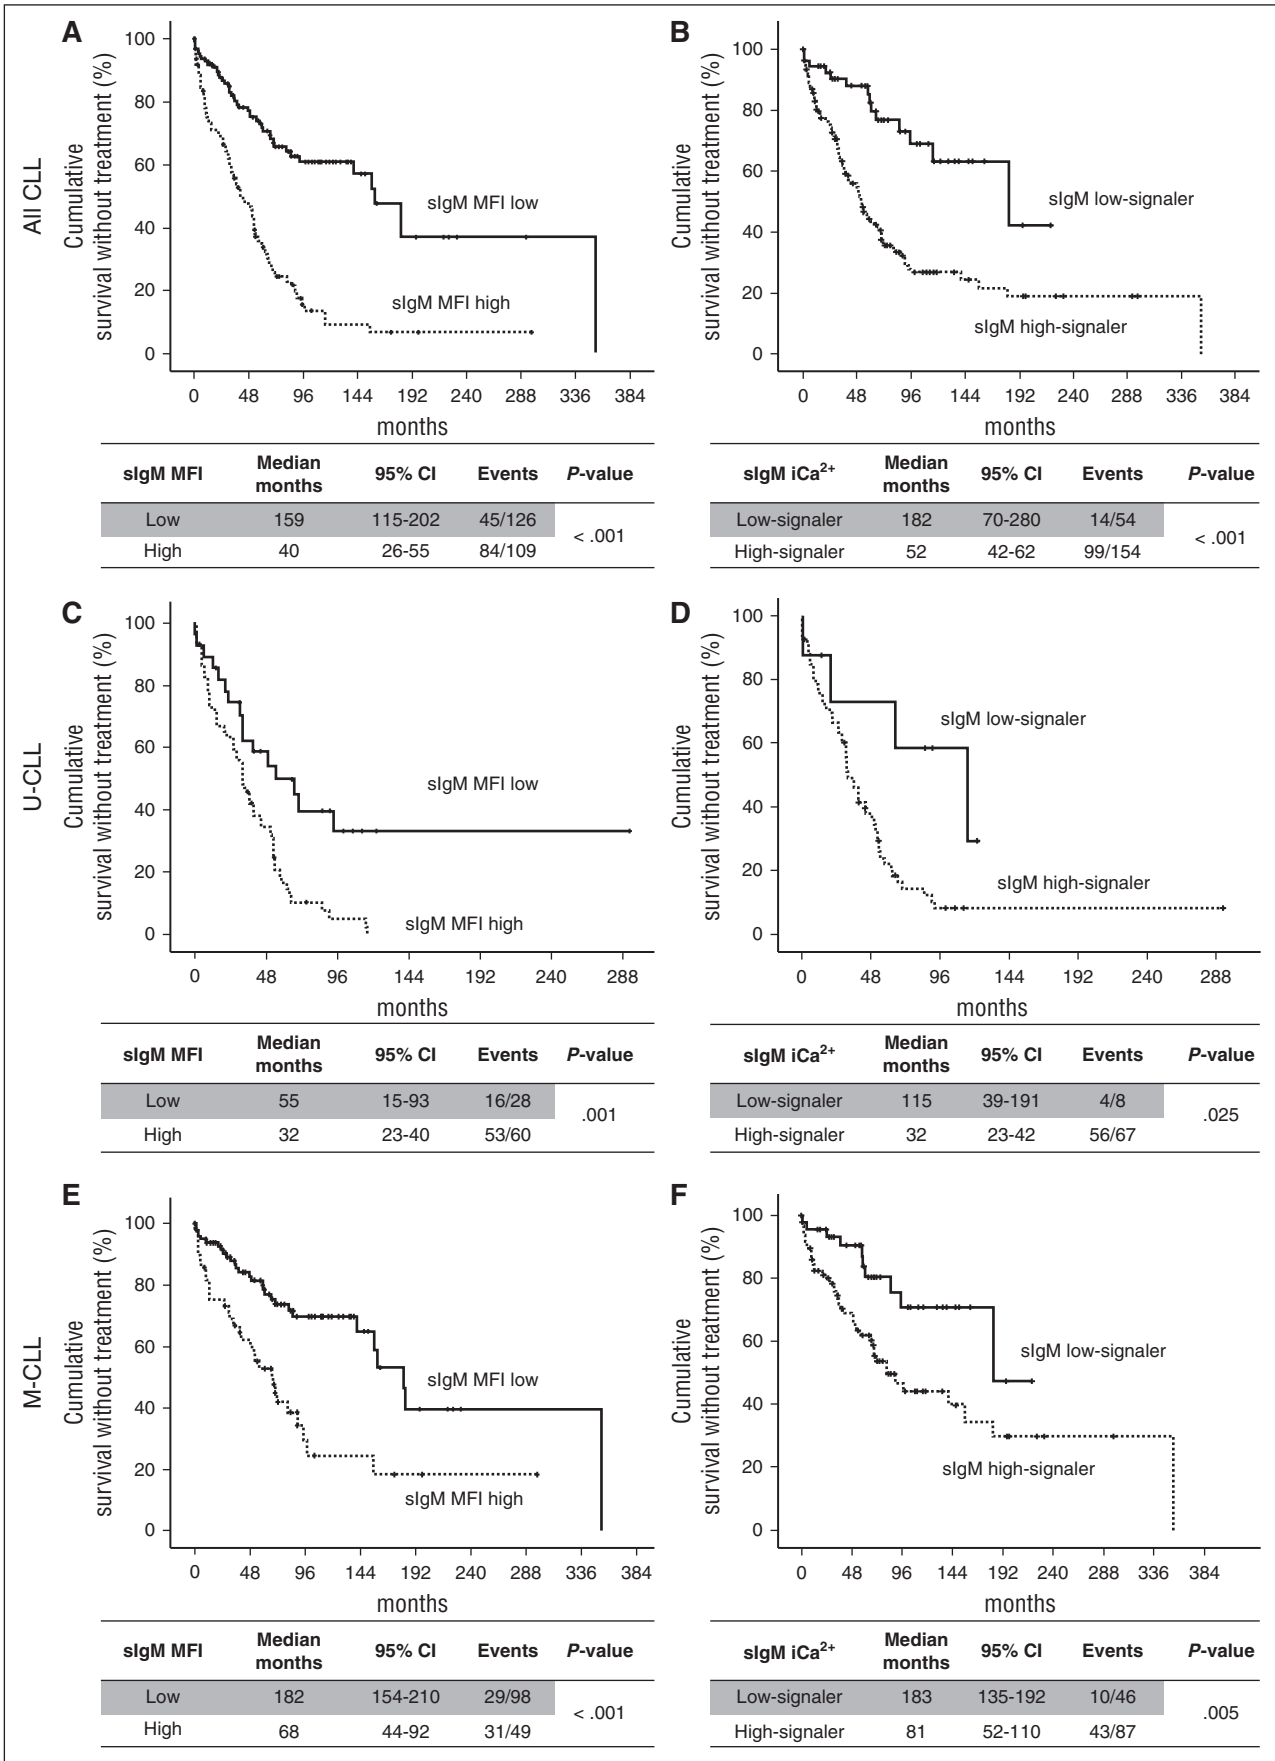 A
B
All CLL
Cumulative
survival without treatment (%)
100
80
60
40
20
0
sIgM MFI low
sIgM MFI high
0 48 96 144 192 240 288 336 384
months
Cumulative
survival without treatment (%)
100
80
60
40
20
0
sIgM low-signaler
sIgM high-signaler
0 48 96 144 192 240 288 336 384
months
sIgM MFI Median months 95% CI Events P-value
Low 159 115-202 45/126 < .001
High 40 26-55 84/109
sIgM iCa2+ Median months 95% CI Events P-value
Low-signaler 182 70-280 14/54 < .001
High-signaler 52 42-62 99/154
C
D
U-CLL
Cumulative
survival without treatment (%)
100
80
60
40
20
0
sIgM MFI low
sIgM MFI high
0 48 96 144 192 240 288
months
Cumulative
survival without treatment (%)
100
80
60
40
20
0
sIgM low-signaler
sIgM high-signaler
0 48 96 144 192 240 288
months
sIgM MFI Median months 95% CI Events P-value
Low 55 15-93 16/28 .001
High 32 23-40 53/60
sIgM iCa2+ Median months 95% CI Events P-value
Low-signaler 115 39-191 4/8 .025
High-signaler 32 23-42 56/67
E
F
M-CLL
Cumulative
survival without treatment (%)
100
80
60
40
20
0
sIgM MFI low
sIgM MFI high
0 48 96 144 192 240 288 336 384
months
Cumulative
survival without treatment (%)
100
80
60
40
20
0
sIgM low-signaler
sIgM high-signaler
0 48 96 144 192 240 288 336 384
months
sIgM MFI Median months 95% CI Events P-value
Low 182 154-210 29/98 < .001
High 68 44-92 31/49
sIgM iCa2+ Median months 95% CI Events P-value
Low-signaler 183 135-192 10/46 .005
High-signaler 81 52-110 43/87